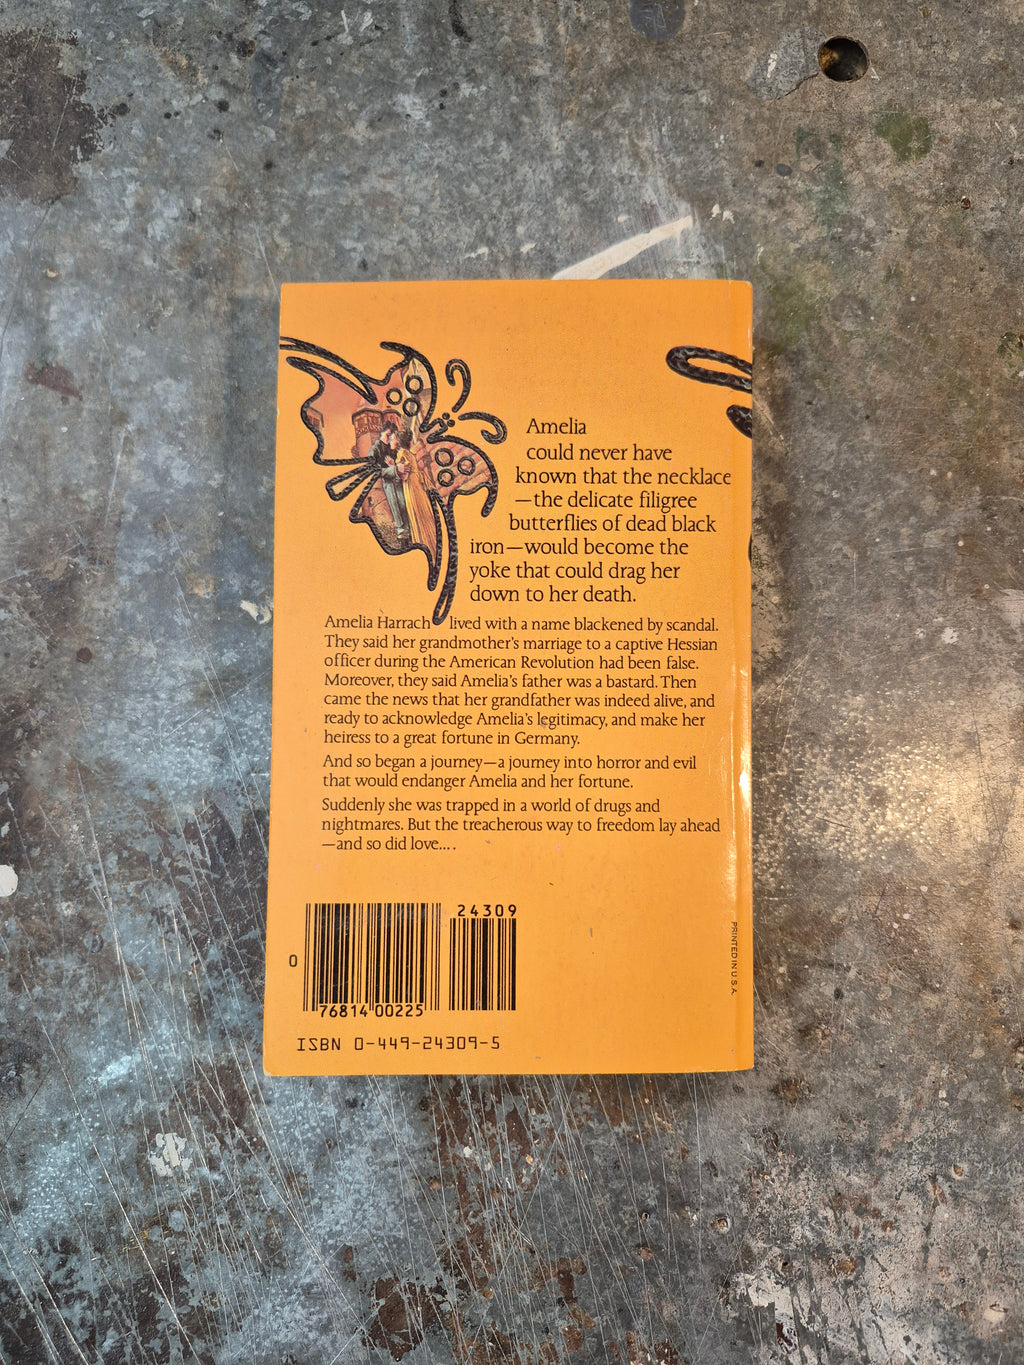 Amelia
could never have
known that the necklace
—the delicate filigree
butterflies of dead black
iron—would become the
yoke that could drag her
down to her death.
Amelia Harrach lived with a name blackened by scandal.
They said her grandmother's marriage to a captive Hessian
officer during the American Revolution had been false.
Moreover, they said Amelia's father was a bastard. Then
came the news that her grandfather was indeed alive, and
ready to acknowledge Amelia's legitimacy, and make her
heiress to a great fortune in Germany.
And so began a journey—a journey into horror and evil
that would endanger Amelia and her fortune.
Suddenly she was trapped in a world of drugs and
nightmares. But the treacherous way to freedom lay ahead
—and so did love....
24309
0
76814 00225
ISBN 0-449-24309-5
PRINTED IN U.S.A.